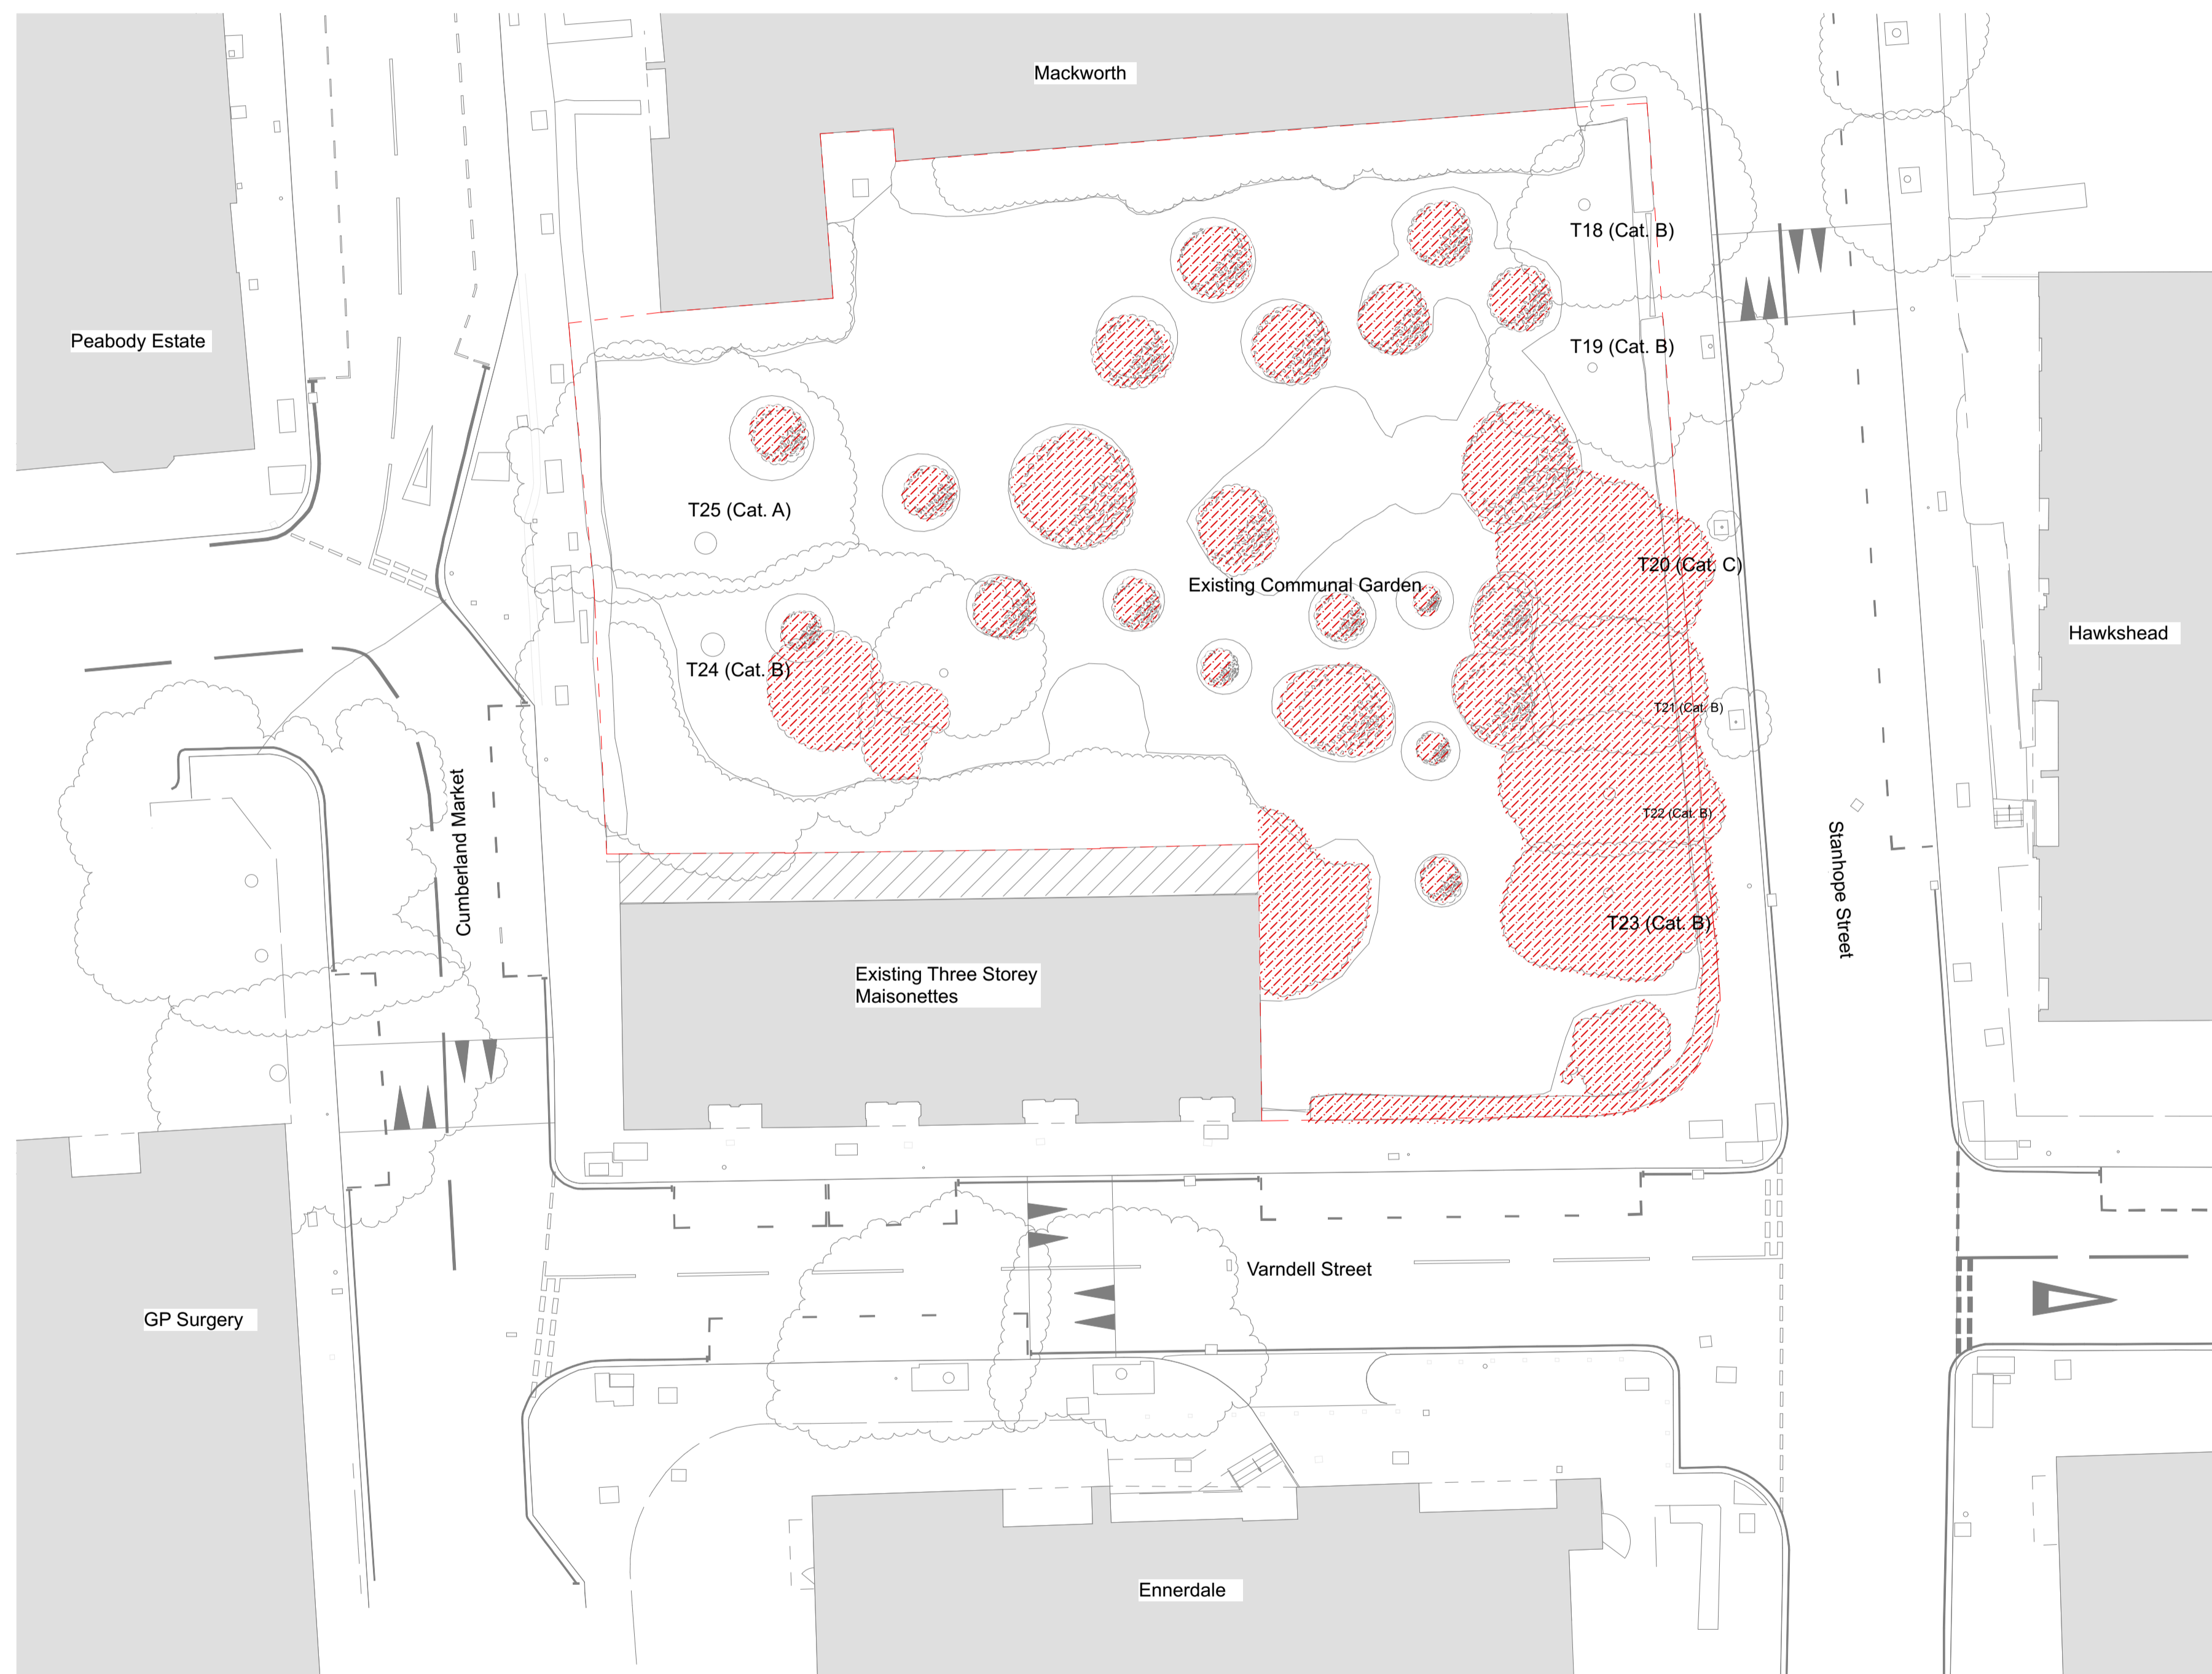 Mackworth
T18 (Cat. B)
Peabody Estate
T19 (Cat. B)
T25 (Cat. A)
T20 (Cat. C)
Existing Communal Garden
Hawkshead
T24 (Cat. B)
T21 (Cat. B)
T22 (Cat. B)
Cumberland Market
Stanhope Street
T23 (Cat. B)
Existing Three Storey
Maisonettes
Varndell Street
GP Surgery
Ennerdale